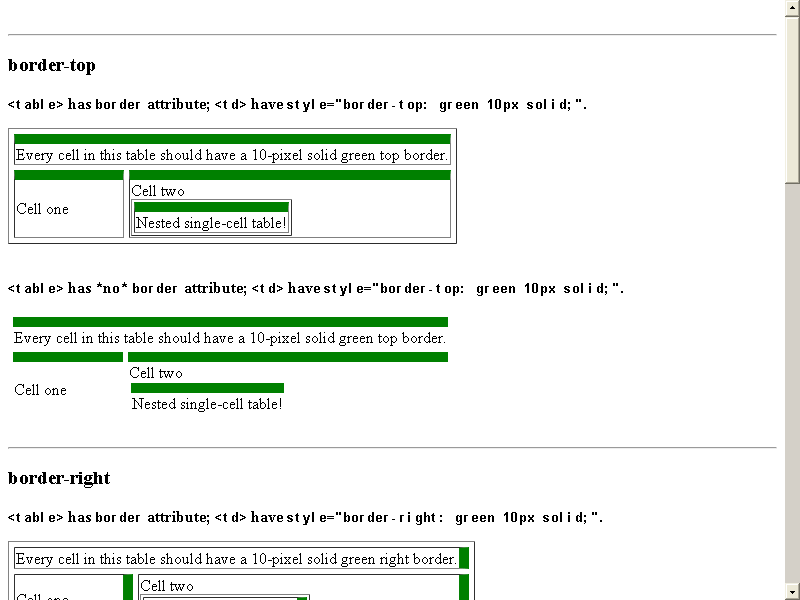 border-top
<table> has border attribute; <td> have style="border-top: green 10px solid;".
Every cell in this table should have a 10-pixel solid green top border.
Cell one
Cell two
Nested single-cell table!
<table> has *no* border attribute; <td> have style="border-top: green 10px solid;".
Every cell in this table should have a 10-pixel solid green top border.
Cell one
Cell two
Nested single-cell table!
border-right
<table> has border attribute; <td> have style="border-right: green 10px solid;".
Every cell in this table should have a 10-pixel solid green right border.
Cell one
Cell two